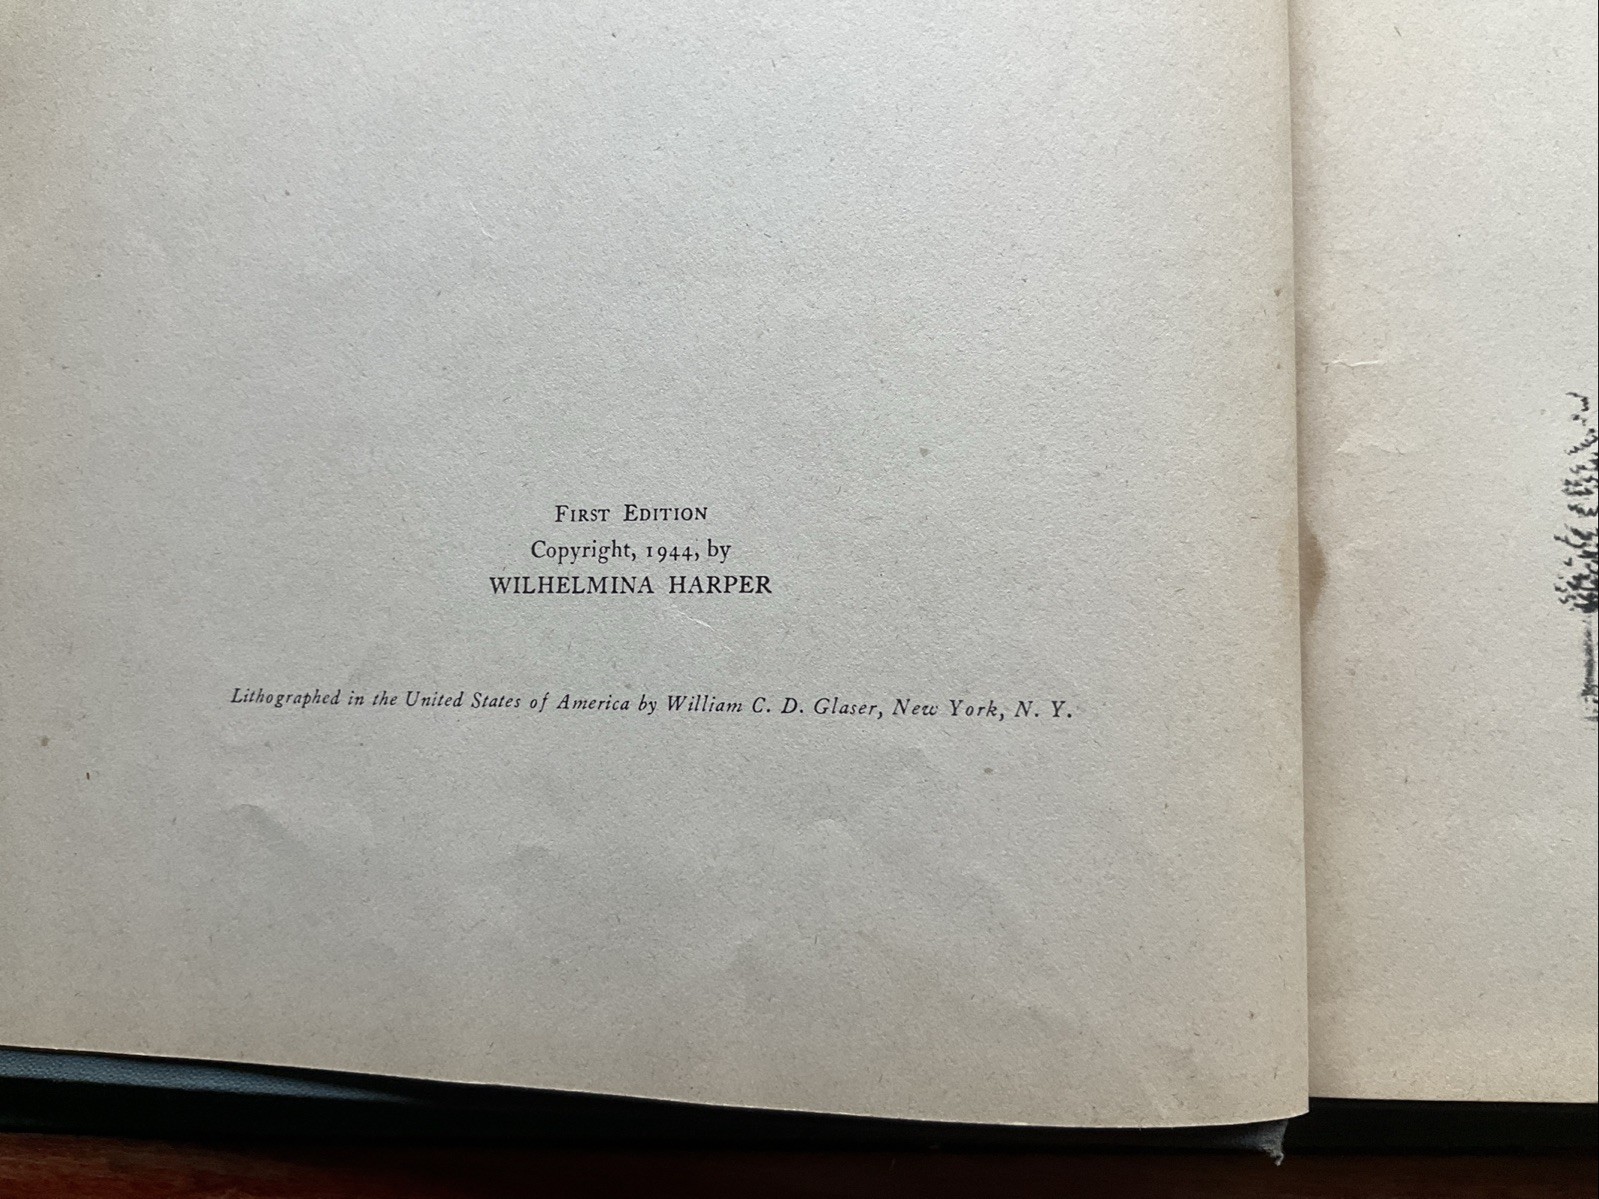 First Edition
Copyright, 1944, by
WILHELMINA HARPER
Lithographed in the United States of America by William C. D. Glaser, New York, N. Y.